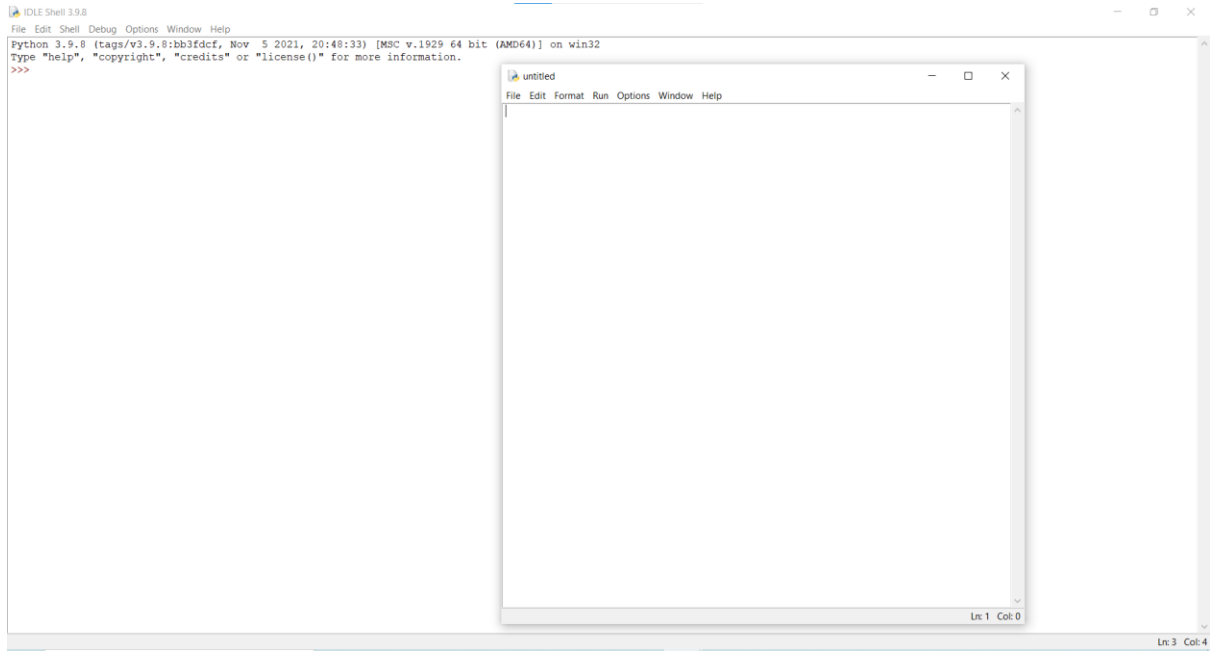 IDLE Shell 3.9.8
File Edit Shell Debug Options Window Help
Python 3.9.8 (tags/v3.9.8:bb3fdcf, Nov  5 2021, 20:48:33) [MSC v.1929 64 bit (AMD64)] on win32
Type "help", "copyright", "credits" or "license()" for more information.
>>>
untitled
File Edit Format Run Options Window Help
Ln: 1 Col: 0
Ln: 3 Col: 4